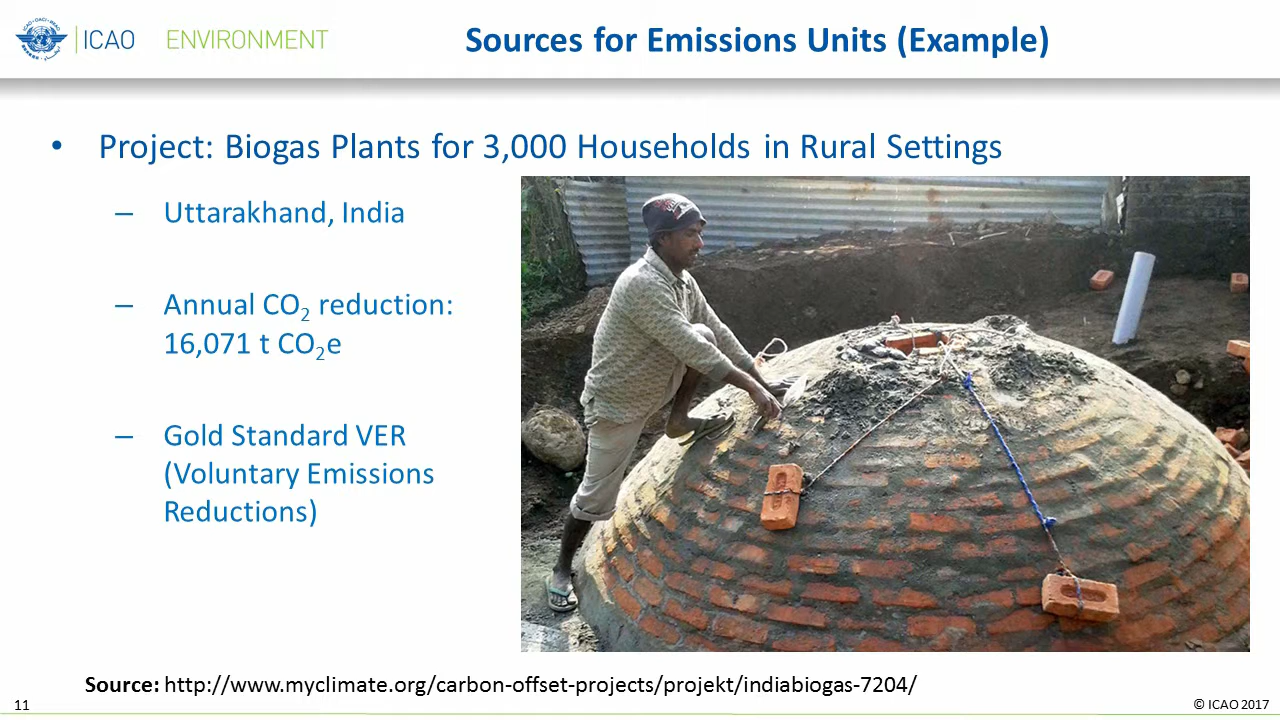 ICAO ENVIRONMENT
Sources for Emissions Units (Example)
• Project: Biogas Plants for 3,000 Households in Rural Settings
– Uttarakhand, India
– Annual CO₂ reduction:
16,071 t CO₂e
– Gold Standard VER
(Voluntary Emissions
Reductions)
Source: http://www.myclimate.org/carbon-offset-projects/projekt/indiabiogas-7204/
11
© ICAO 2017